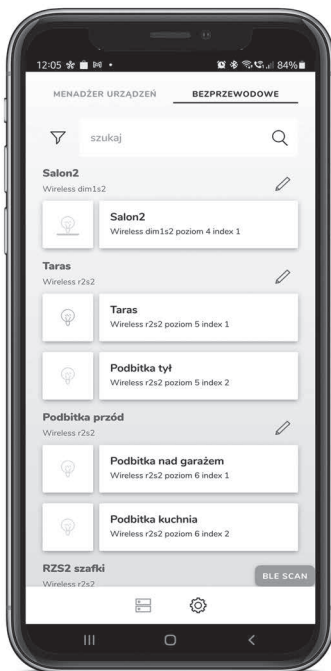 12:05 84%
MENADŻER URZĄDZEŃ BEZPRZEWODOWE
szukaj
Salon2
Wireless dim1s2
Salon2
Wireless dim1s2 poziom 4 index 1
Taras
Wireless r2s2
Taras
Wireless r2s2 poziom 5 index 1
Podbitka tył
Wireless r2s2 poziom 5 index 2
Podbitka przód
Wireless r2s2
Podbitka nad garażem
Wireless r2s2 poziom 6 index 1
Podbitka kuchnia
Wireless r2s2 poziom 6 index 2
RZS2 szafki
BLE SCAN
Wireless r2s2